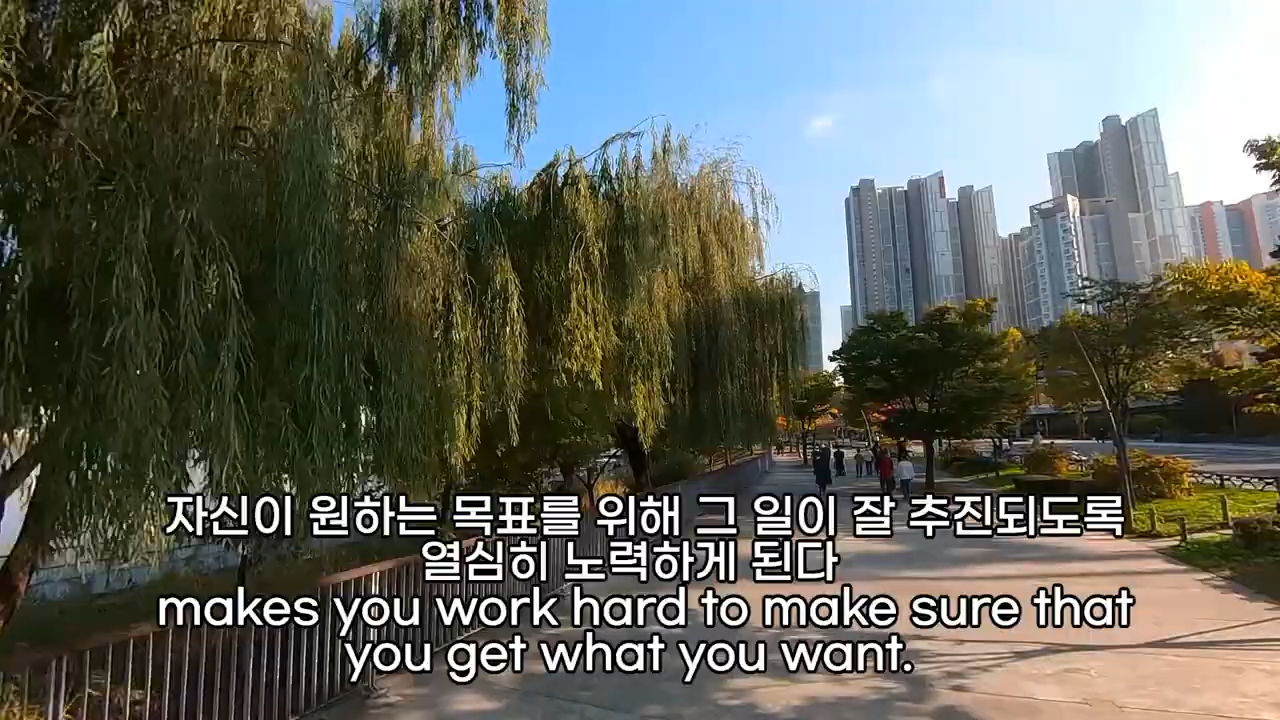 자신이 원하는 목표를 위해 그 일이 잘 추진되도록
열심히 노력하게 된다
makes you work hard to make sure that
you get what you want.